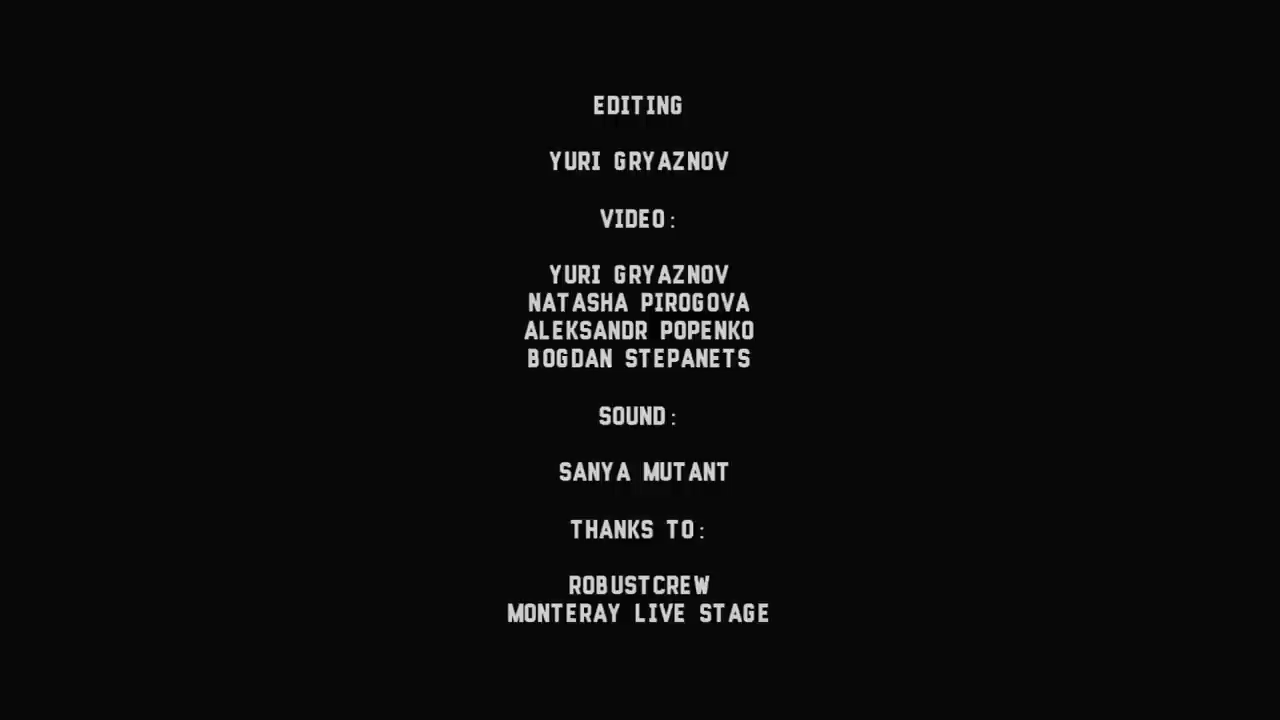 EDITING
YURI GRYAZNOV
VIDEO:
YURI GRYAZNOV
NATASHA PIROGOVA
ALEKSANDR POPENKO
BOGDAN STEPANETS
SOUND:
SANYA MUTANT
THANKS TO:
ROBUSTCREW
MONTERAY LIVE STAGE